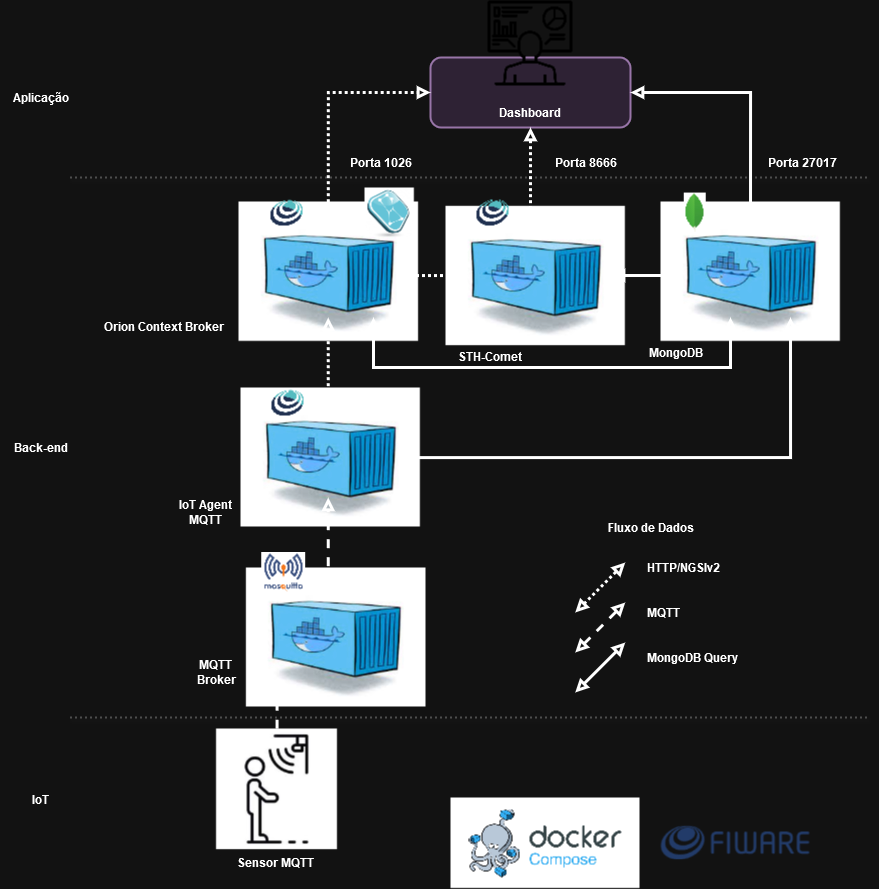 Aplicação
Dashboard
Porta 1026
Porta 8666
Porta 27017
Orion Context Broker
STH-Comet
MongoDB
Back-end
IoT Agent
MQTT
Fluxo de Dados
HTTP/NGSIv2
MQTT
MongoDB Query
mosquitto
MQTT
Broker
IoT
Sensor MQTT
docker
Compose
FIWARE